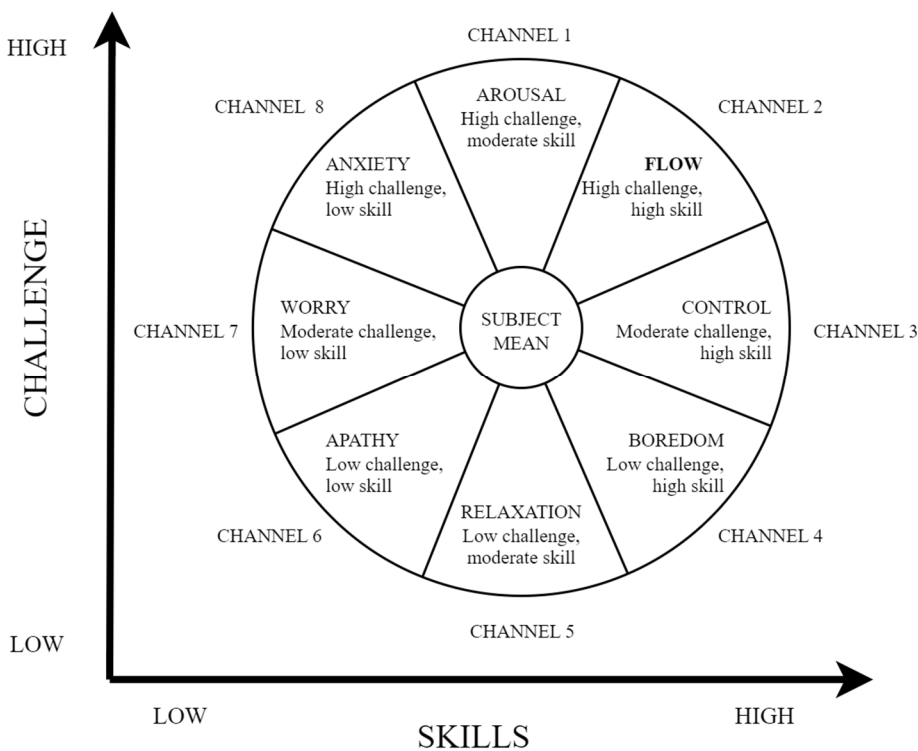 HIGH
CHANNEL 1
CHANNEL 8
CHANNEL 2
AROUSAL
High challenge,
moderate skill
ANXIETY
High challenge,
low skill
FLOW
High challenge,
high skill
CHALLENGE
CHANNEL 7
WORRY
Moderate challenge,
low skill
SUBJECT
MEAN
CONTROL
Moderate challenge,
high skill
CHANNEL 3
APATHY
Low challenge,
low skill
BOREDOM
Low challenge,
high skill
RELAXATION
Low challenge,
moderate skill
CHANNEL 6
CHANNEL 4
CHANNEL 5
LOW
LOW
HIGH
SKILLS